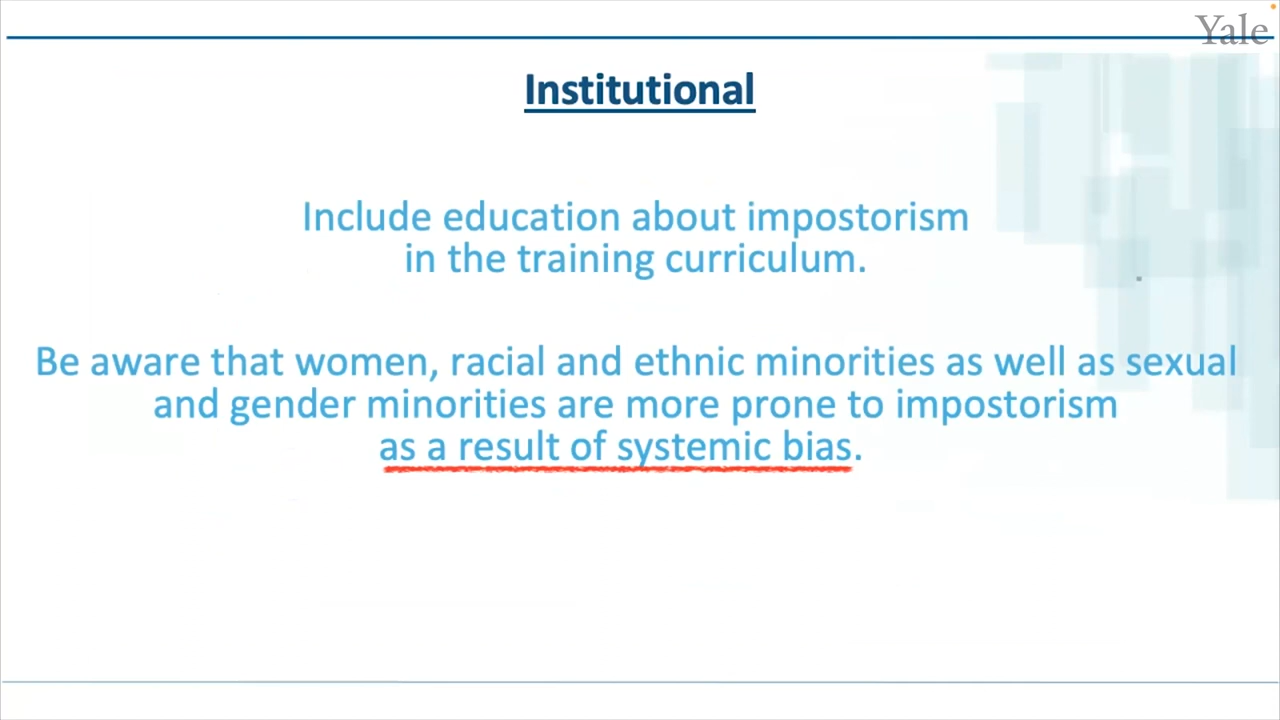 Yale
Institutional
Include education about impostorism
in the training curriculum.
Be aware that women, racial and ethnic minorities as well as sexual
and gender minorities are more prone to impostorism
as a result of systemic bias.